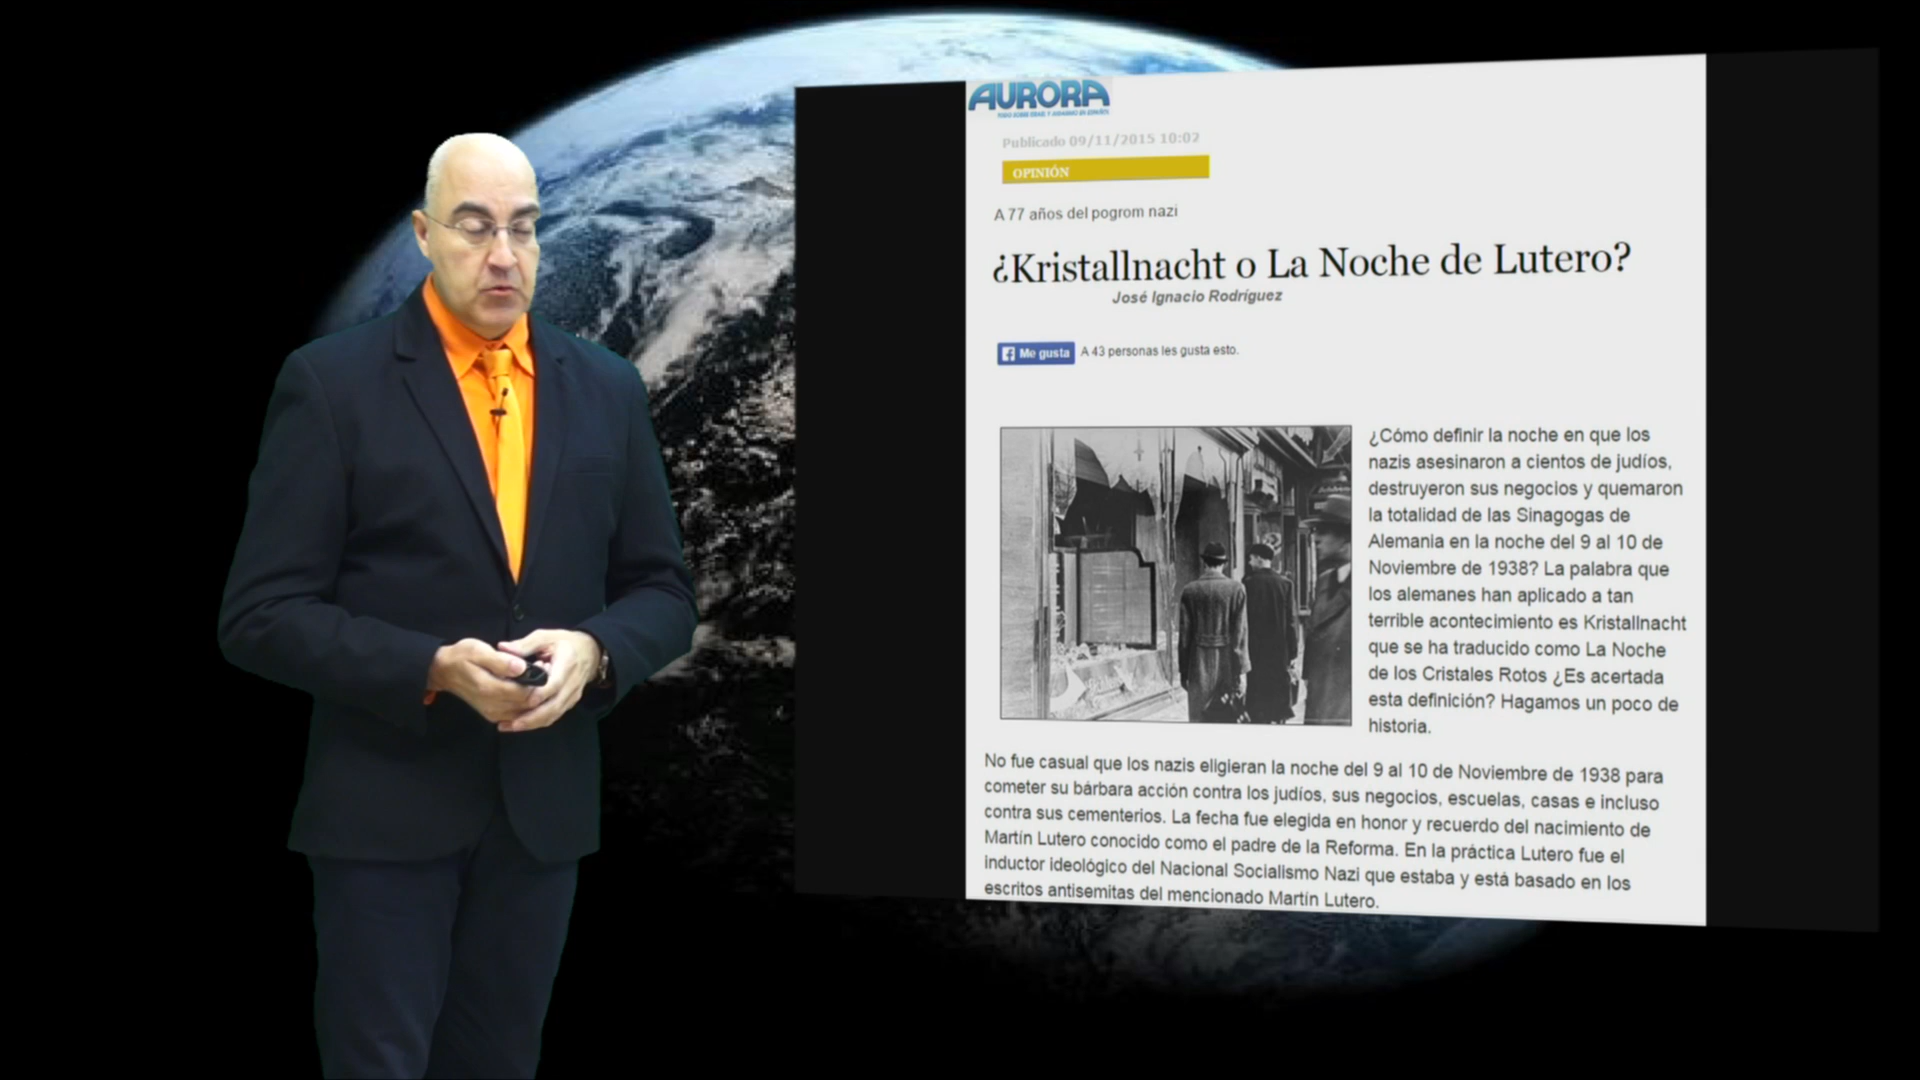 AURORA
TODO SOBRE ISRAEL Y JUDAISMO EN ESPAÑOL
Publicado 09/11/2015 10:02
OPINIÓN
A 77 años del pogrom nazi
¿Kristallnacht o La Noche de Lutero?
José Ignacio Rodríguez
Me gusta A 43 personas les gusta esto.
¿Cómo definir la noche en que los
nazis asesinaron a cientos de judíos,
destruyeron sus negocios y quemaron
la totalidad de las Sinagogas de
Alemania en la noche del 9 al 10 de
Noviembre de 1938? La palabra que
los alemanes han aplicado a tan
terrible acontecimiento es Kristallnacht
que se ha traducido como La Noche
de los Cristales Rotos ¿Es acertada
esta definición? Hagamos un poco de
historia.
No fue casual que los nazis eligieran la noche del 9 al 10 de Noviembre de 1938 para
cometer su bárbara acción contra los judíos, sus negocios, escuelas, casas e incluso
contra sus cementerios. La fecha fue elegida en honor y recuerdo del nacimiento de
Martín Lutero conocido como el padre de la Reforma. En la práctica Lutero fue el
inductor ideológico del Nacional Socialismo Nazi que estaba y está basado en los
escritos antisemitas del mencionado Martín Lutero.